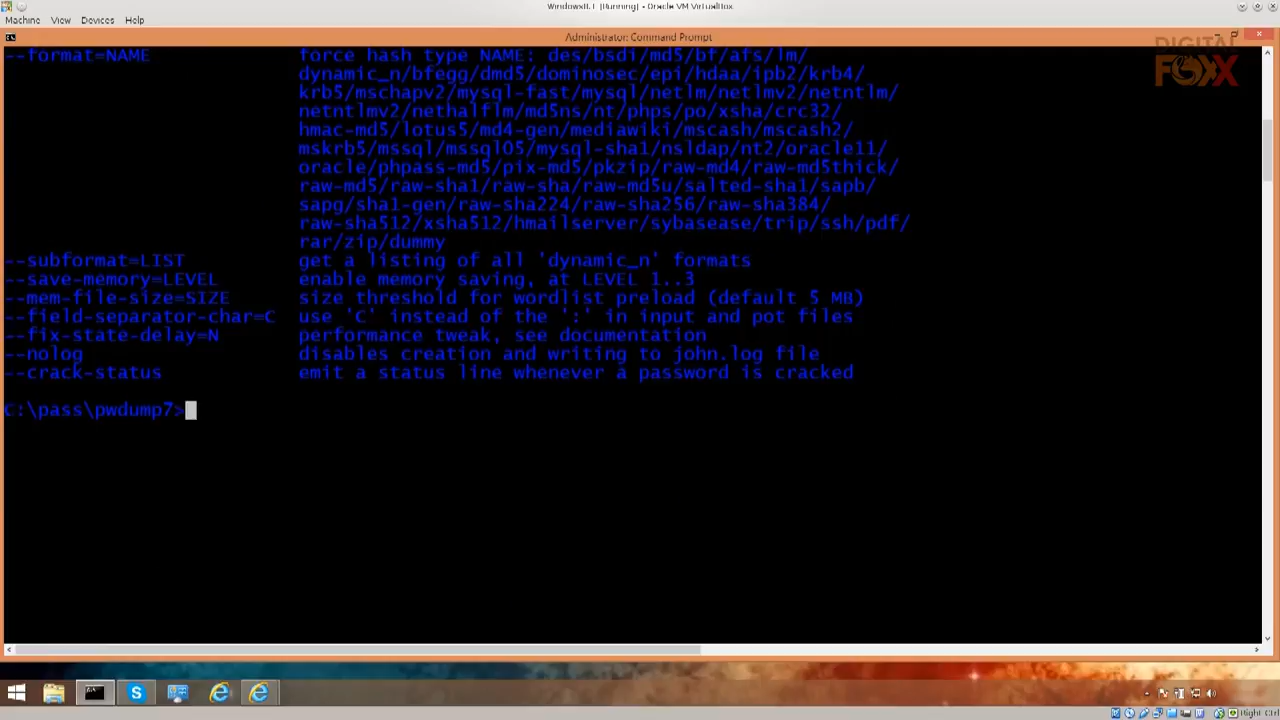 Windows8.1 [Running] - Oracle VM VirtualBox
Machine View Devices Help
Administrator: Command Prompt
DIGITAL
FOXX
--format=NAME force hash type NAME: des/bsdi/md5/bf/afs/lm/
dynamic_n/bfegg/dmd5/dominosec/epi/hdaa/ipb2/krb4/
krb5/mschapv2/mysql-fast/mysql/netlm/netlmv2/netntlm/
netntlmv2/nethalflm/md5ns/nt/phps/po/xsha/crc32/
hmac-md5/lotus5/md4-gen/mediawiki/mscash/mscash2/
mskrb5/mssql/mssql05/mysql-sha1/nsldap/nt2/oracle11/
oracle/phpass-md5/pix-md5/pkzip/raw-md4/raw-md5thick/
raw-md5/raw-sha1/raw-sha/raw-md5u/salted-sha1/sapb/
sapg/sha1-gen/raw-sha224/raw-sha256/raw-sha384/
raw-sha512/xsha512/hmailserver/sybasease/trip/ssh/pdf/
rar/zip/dummy
--subformat=LIST get a listing of all 'dynamic_n' formats
--save-memory=LEVEL enable memory saving, at LEVEL 1..3
--mem-file-size=SIZE size threshold for wordlist preload (default 5 MB)
--field-separator-char=C use 'C' instead of the ':' in input and pot files
--fix-state-delay=N performance tweak, see documentation
--nolog disables creation and writing to john.log file
--crack-status emit a status line whenever a password is cracked
C:\pass\pwdump7>
Right Ctrl